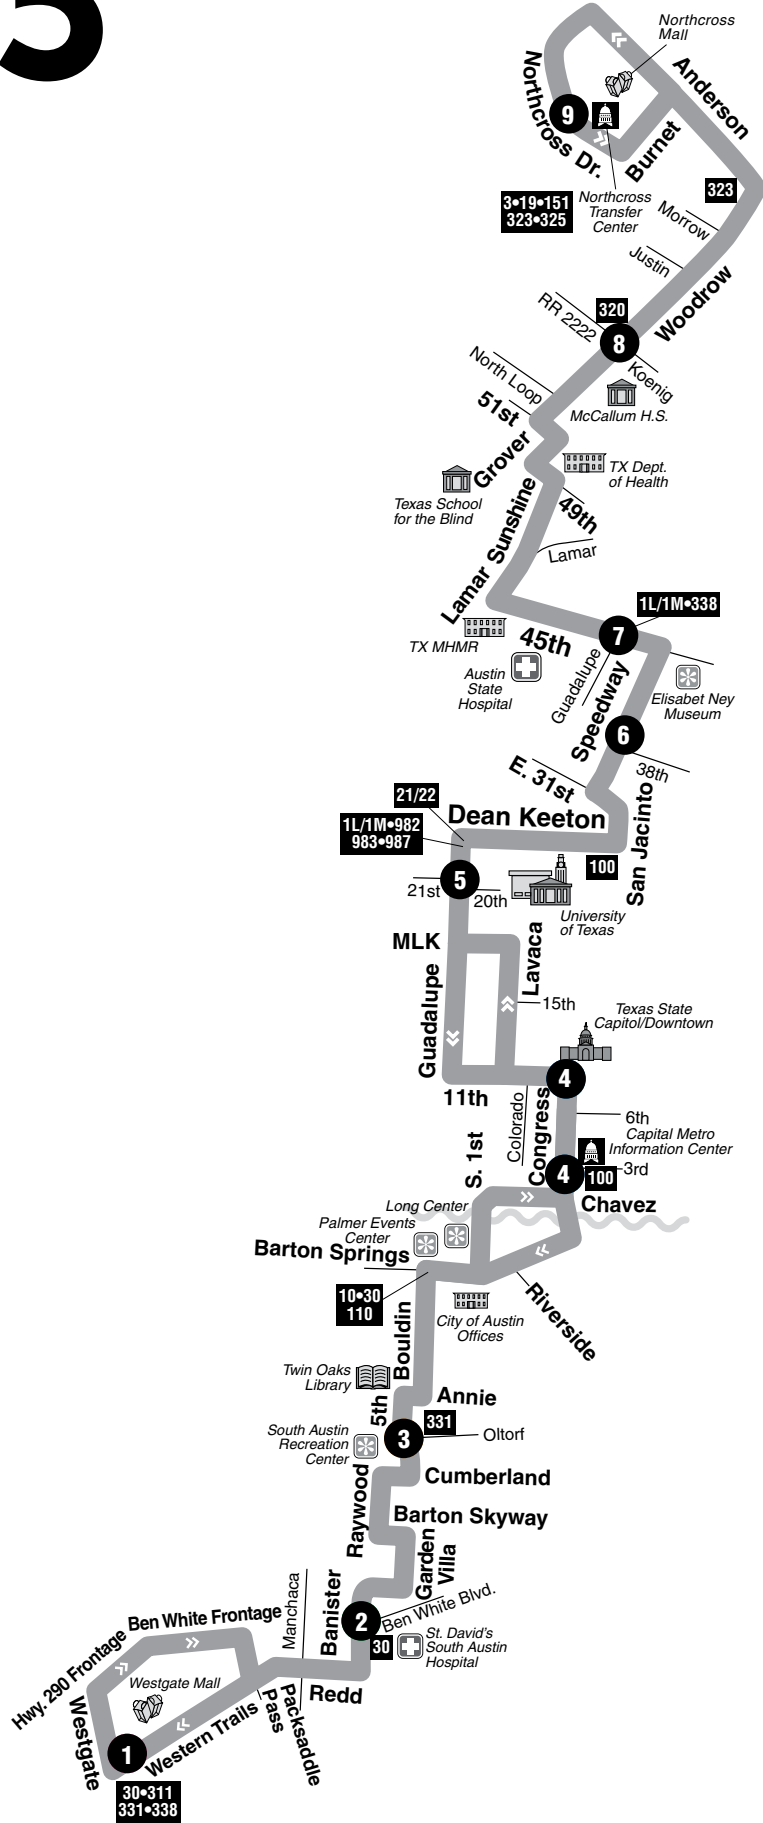 5
Northcross
Mall
Anderson
Northcross Dr.
9
Burnet
323
3•19•151
323•325
Northcross
Transfer
Center
Morrow
Justin
Woodrow
RR 2222
320
8
Koenig
North Loop
McCallum H.S.
51st
Grover
TX Dept.
of Health
Texas School
for the Blind
49th
Sunshine
Lamar
Lamar
1L/1M•338
7
45th
TX MHMR
Austin
State
Hospital
Guadalupe
Speedway
Elisabet Ney
Museum
6
38th
E. 31st
21/22
Dean Keeton
San Jacinto
1L/1M•982
983•987
100
5
21st
20th
University
of Texas
MLK
Lavaca
Guadalupe
15th
Texas State
Capitol/Downtown
4
11th
Colorado
Congress
6th
Capital Metro
Information Center
S. 1st
4
100
3rd
Chavez
Long Center
Palmer Events
Center
Barton Springs
10•30
110
Riverside
City of Austin
Offices
Bouldin
Twin Oaks
Library
Annie
5th
331
3
Oltorf
South Austin
Recreation
Center
Cumberland
Raywood
Barton Skyway
Garden
Villa
Banister
Manchaca
2
Ben White Blvd.
30
St. David's
South Austin
Hospital
Ben White Frontage
Hwy. 290 Frontage
Westgate Mall
Redd
Packsaddle
Pass
Western Trails
Westgate
1
30•311
331•338